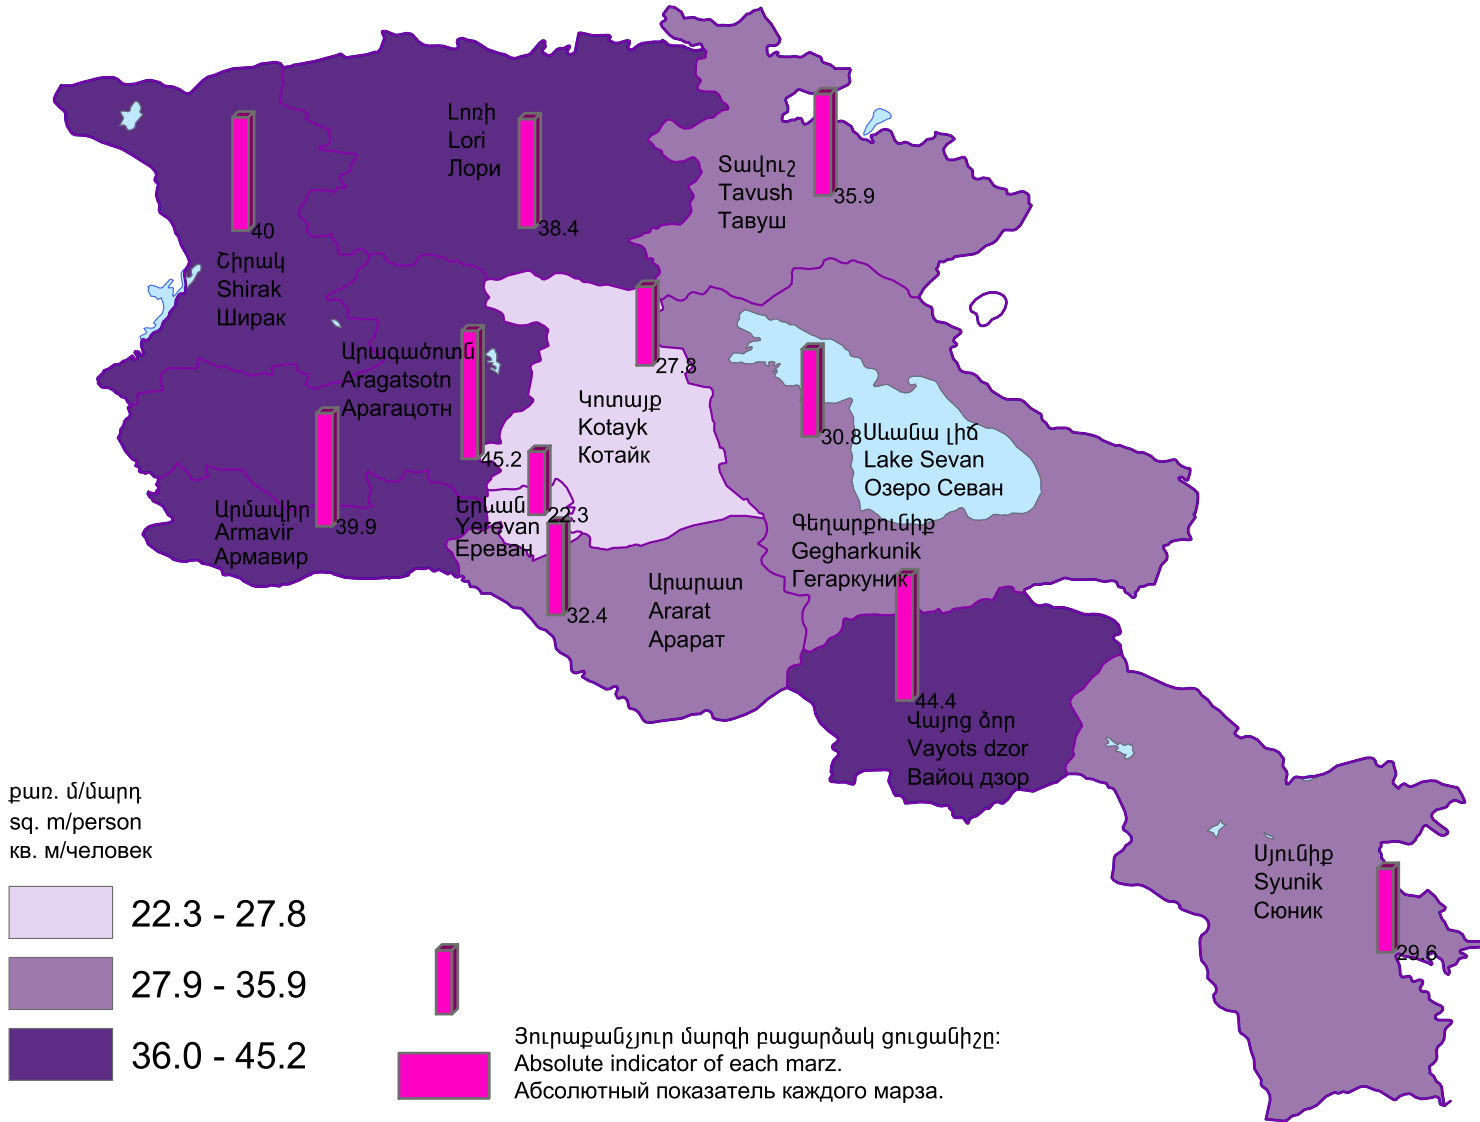 Լոռի
Lori
Лори
38.4
Տավուշ
Tavush
Тавуш
35.9
40
Շիրակ
Shirak
Ширак
Արագածոտն
Aragatsotn
Арагацотн
45.2
27.8
Կոտայք
Kotayk
Котайк
30.8
Սևանա լիճ
Lake Sevan
Озеро Севан
Արմավիր
Armavir
Армавир
39.9
Երևան
Yerevan
Ереван
22.3
Գեղարքունիք
Gegharkunik
Гегаркуник
Արարատ
Ararat
Арарат
32.4
44.4
Վայոց ձոր
Vayots dzor
Вайоц дзор
Սյունիք
Syunik
Сюник
29.6
քառ. մ/մարդ
sq. m/person
кв. м/человек
22.3 - 27.8
27.9 - 35.9
36.0 - 45.2
Յուրաքանչյուր մարզի բացարձակ ցուցանիշը:
Absolute indicator of each marz.
Абсолютный показатель каждого марза.